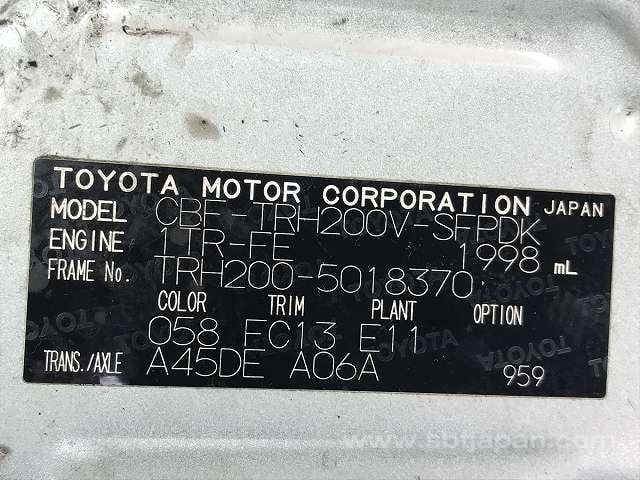 TOYOTA MOTOR CORPORATION JAPAN
MODEL CBF-TRH200V-SFPDK
ENGINE 1TR-FE 1998 mL
FRAME No. TRH200-5018370
COLOR TRIM PLANT OPTION
058 FC13 E11
TRANS./AXLE A45DE A06A 959
www.sbtjapan.com